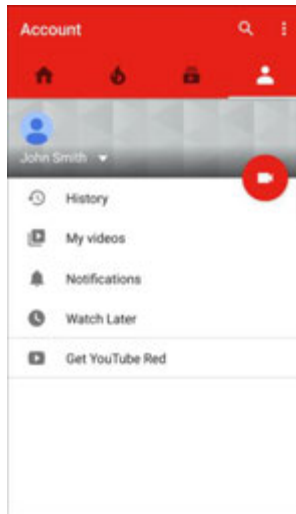 Account
John Smith
History
My videos
Notifications
Watch Later
Get YouTube Red